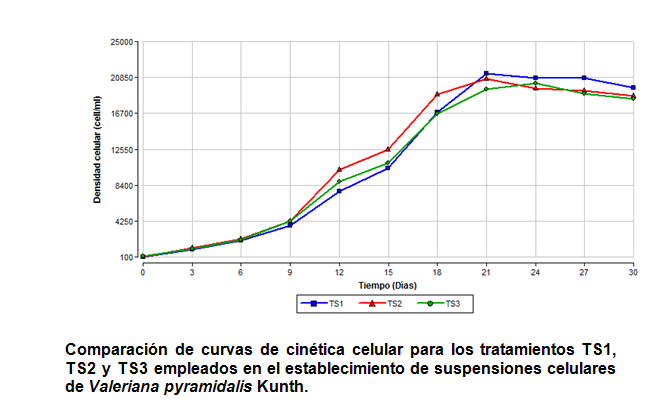 25000
20850
16700
12550
8400
4250
100
Densidad celular (cell/ml)
0 3 6 9 12 15 18 21 24 27 30
Tiempo (Días)
TS1 TS2 TS3
Comparación de curvas de cinética celular para los tratamientos TS1,
TS2 y TS3 empleados en el establecimiento de suspensiones celulares
de Valeriana pyramidalis Kunth.